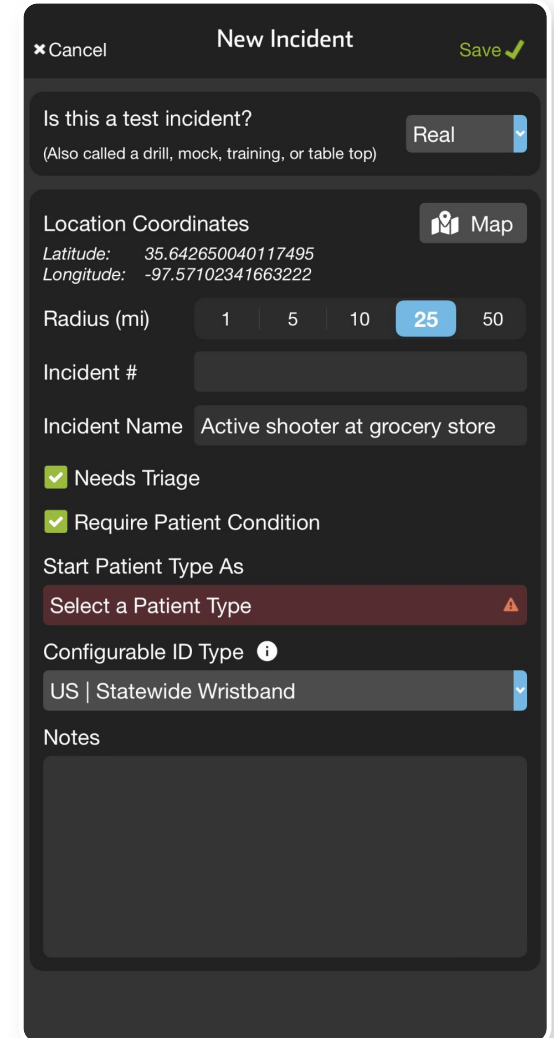 Cancel New Incident Save
Is this a test incident?
(Also called a drill, mock, training, or table top) Real
Location Coordinates Map
Latitude: 35.642650040117495
Longitude: -97.57102341663222
Radius (mi) 1 5 10 25 50
Incident #
Incident Name Active shooter at grocery store
Needs Triage
Require Patient Condition
Start Patient Type As
Select a Patient Type
Configurable ID Type
US | Statewide Wristband
Notes